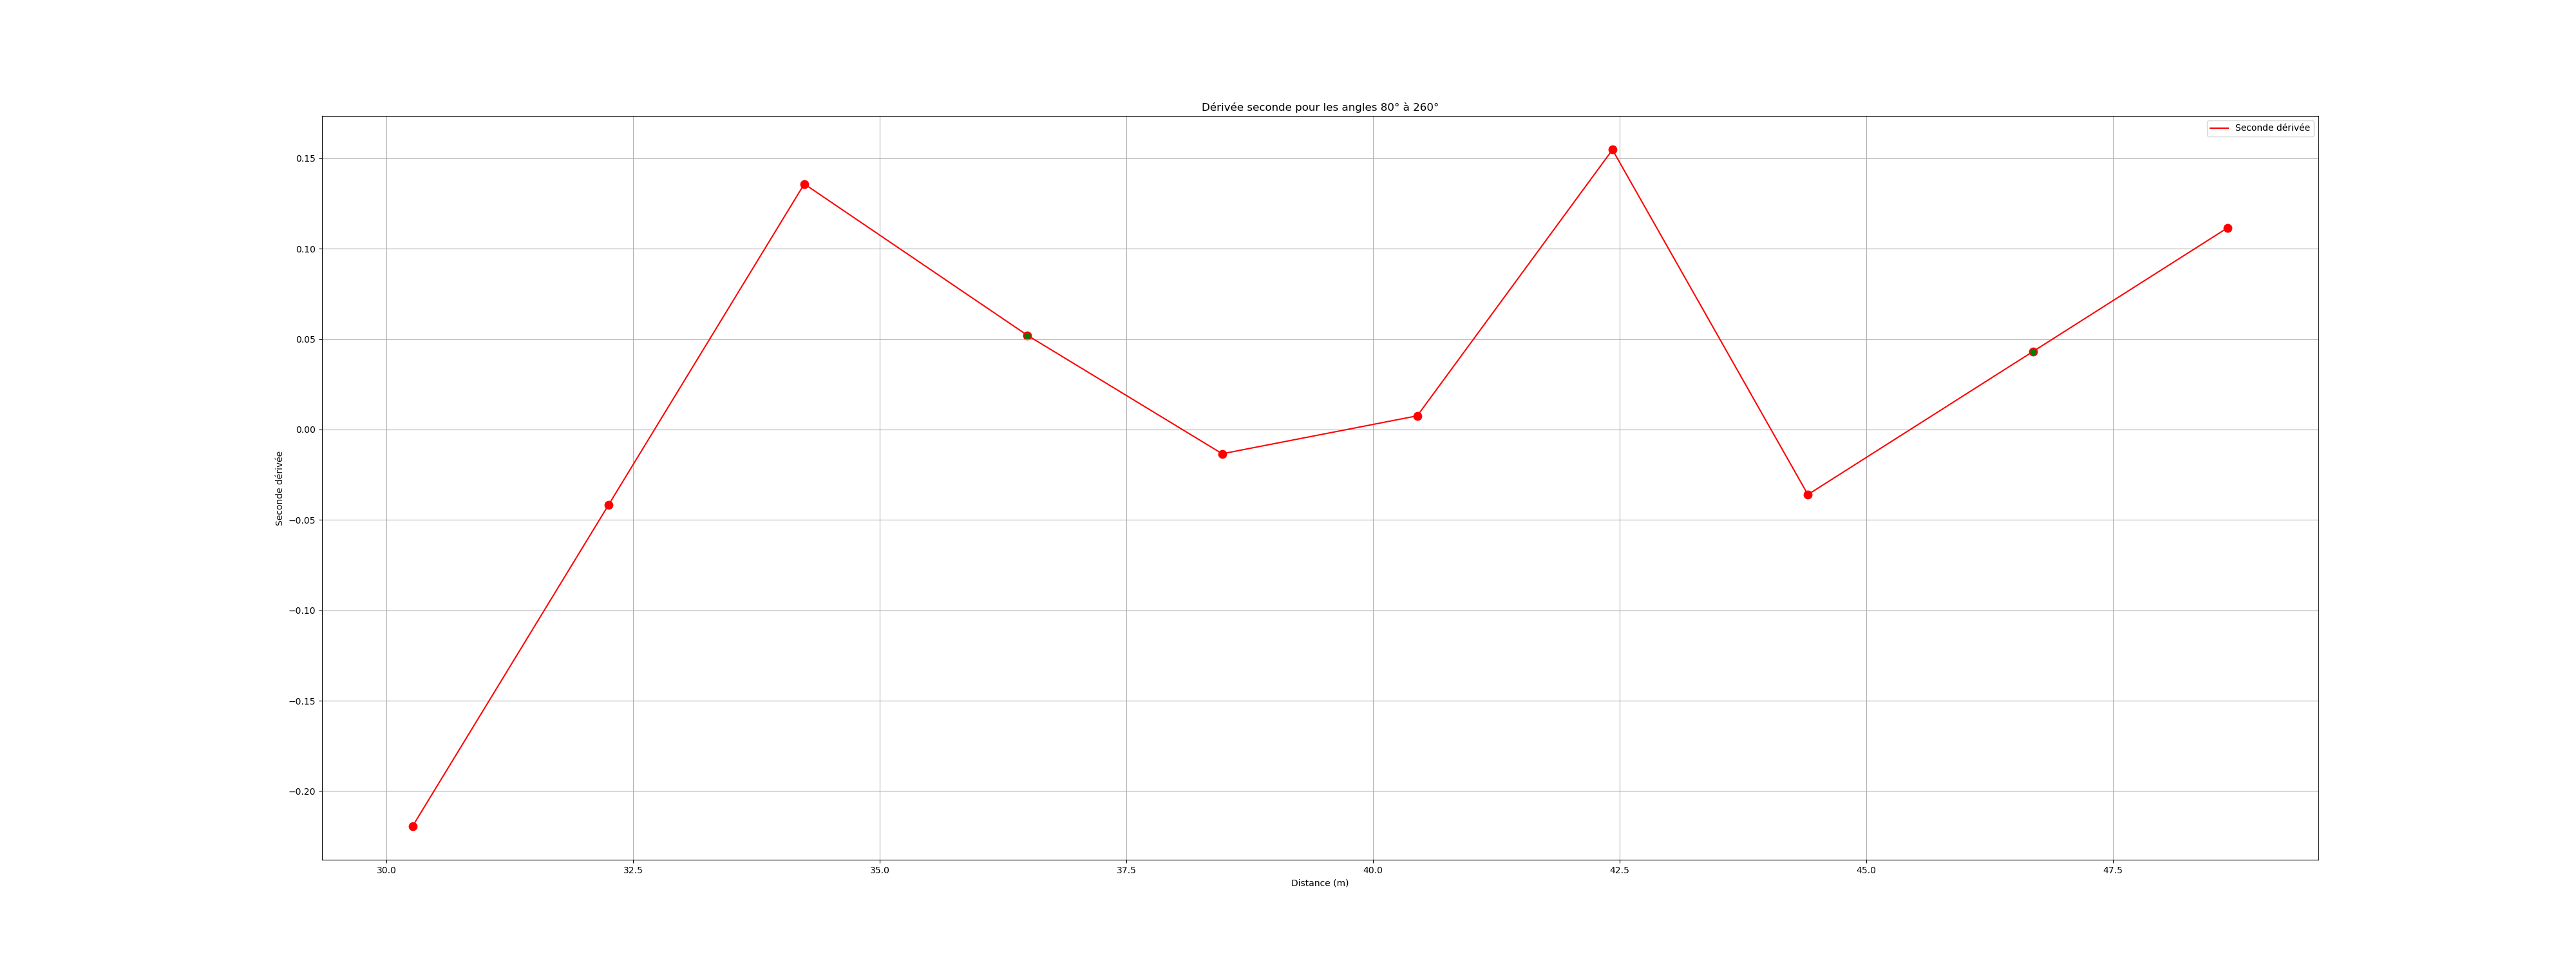 Dérivée seconde pour les angles 80° à 260°
Seconde dérivée
0.15
0.10
0.05
0.00
−0.05
−0.10
−0.15
−0.20
Seconde dérivée
30.0 32.5 35.0 37.5 40.0 42.5 45.0 47.5
Distance (m)